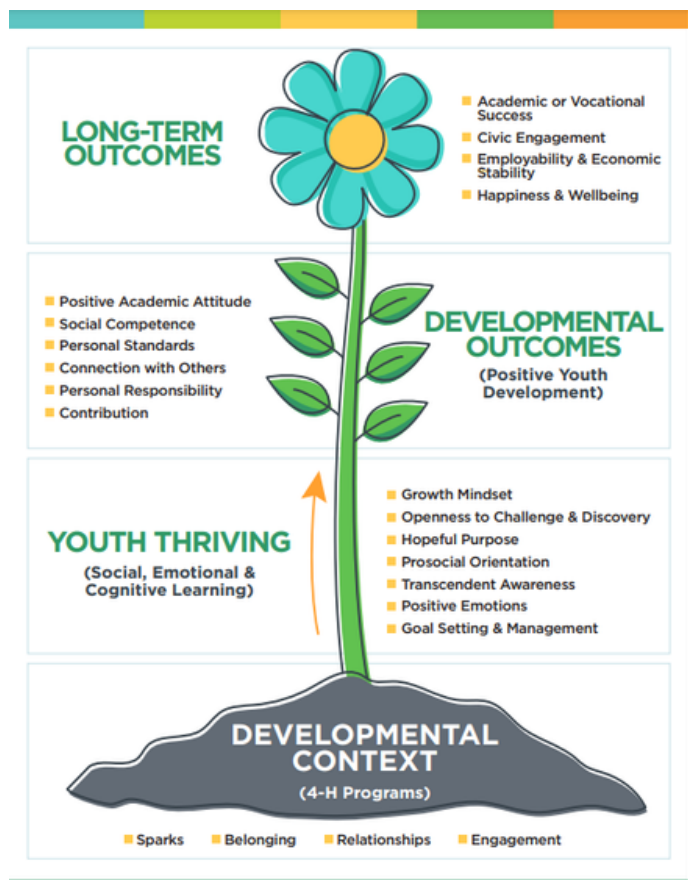 LONG-TERM
OUTCOMES
Academic or Vocational
Success
Civic Engagement
Employability & Economic
Stability
Happiness & Wellbeing
Positive Academic Attitude
Social Competence
Personal Standards
Connection with Others
Personal Responsibility
Contribution
DEVELOPMENTAL
OUTCOMES
(Positive Youth
Development)
YOUTH THRIVING
(Social, Emotional &
Cognitive Learning)
Growth Mindset
Openness to Challenge & Discovery
Hopeful Purpose
Prosocial Orientation
Transcendent Awareness
Positive Emotions
Goal Setting & Management
DEVELOPMENTAL
CONTEXT
(4-H Programs)
Sparks Belonging Relationships Engagement